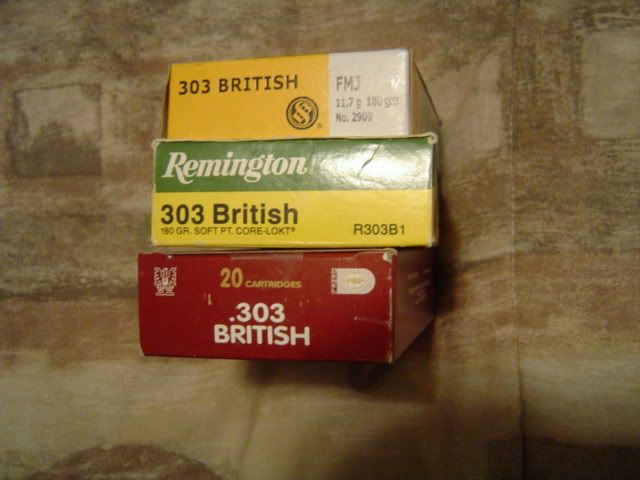 303 BRITISH
FMJ
11,7 g 180 grs
No. 2909
Remington
303 British
180 GR. SOFT PT. CORE-LOKT®
R303B1
20 CARTRIDGES
.303
BRITISH